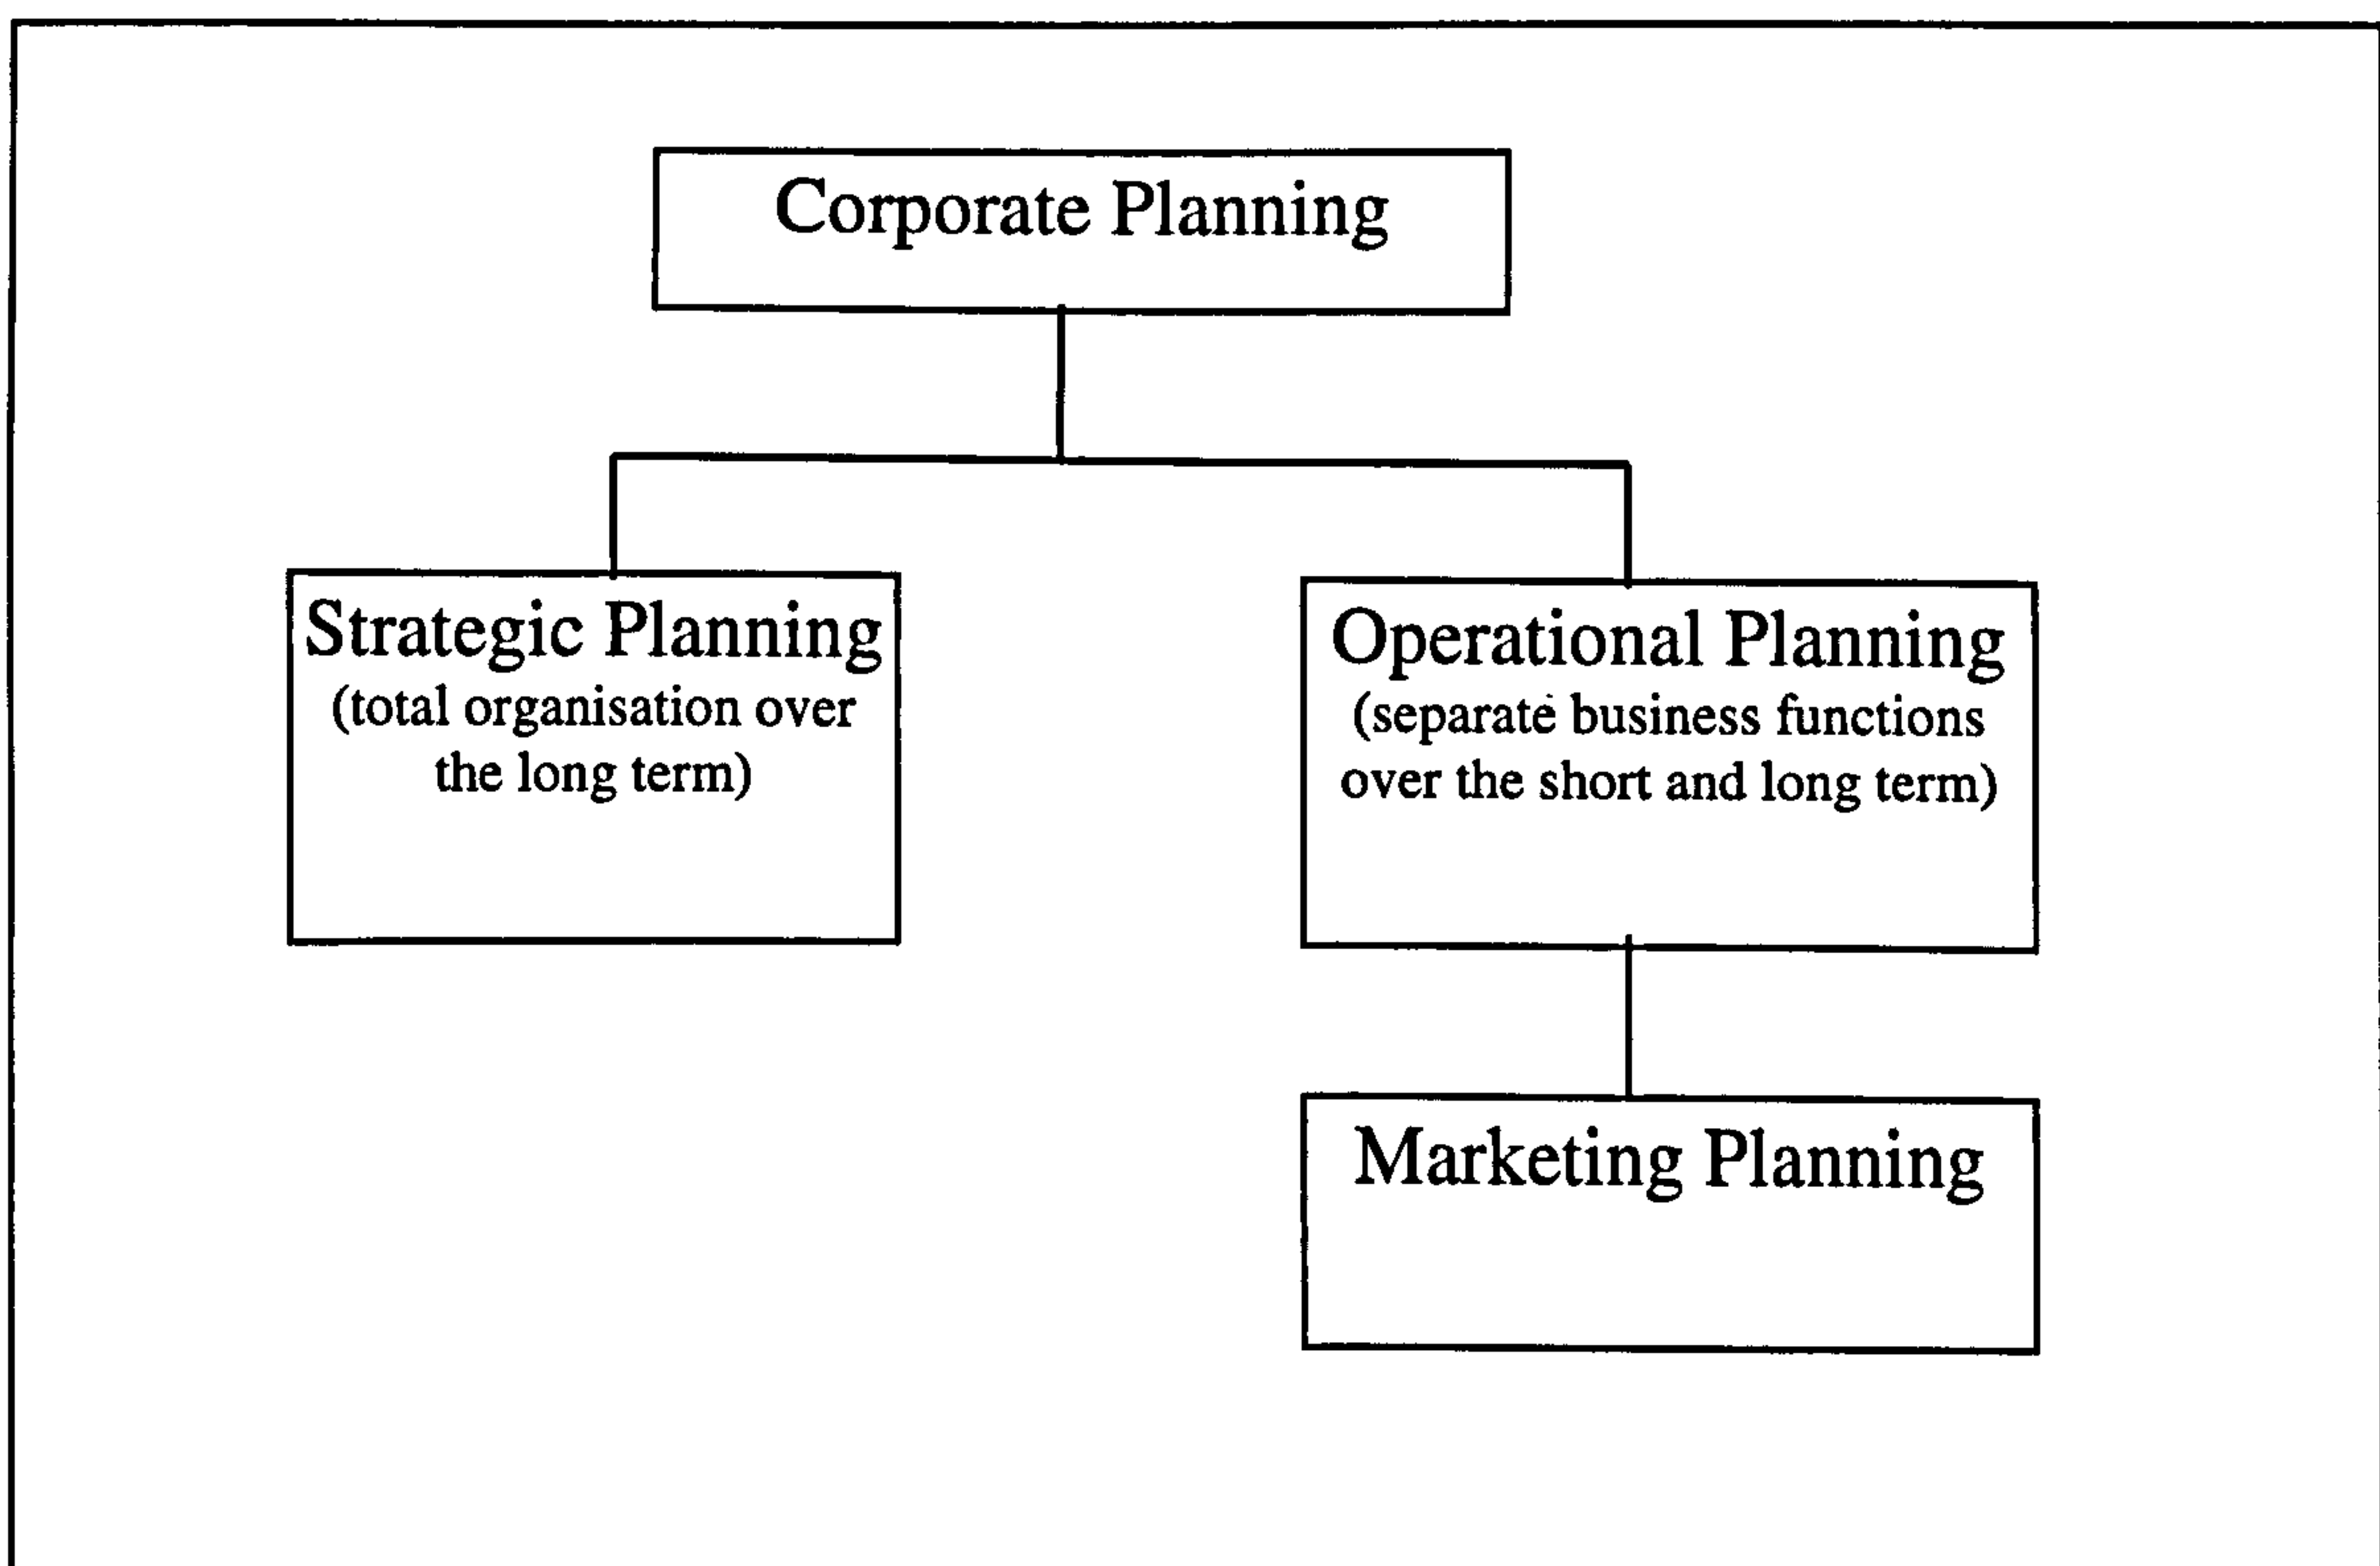 Corporate Planning
Strategic Planning
(total organisation over
the long term)
Operational Planning
(separate business functions
over the short and long term)
Marketing Planning